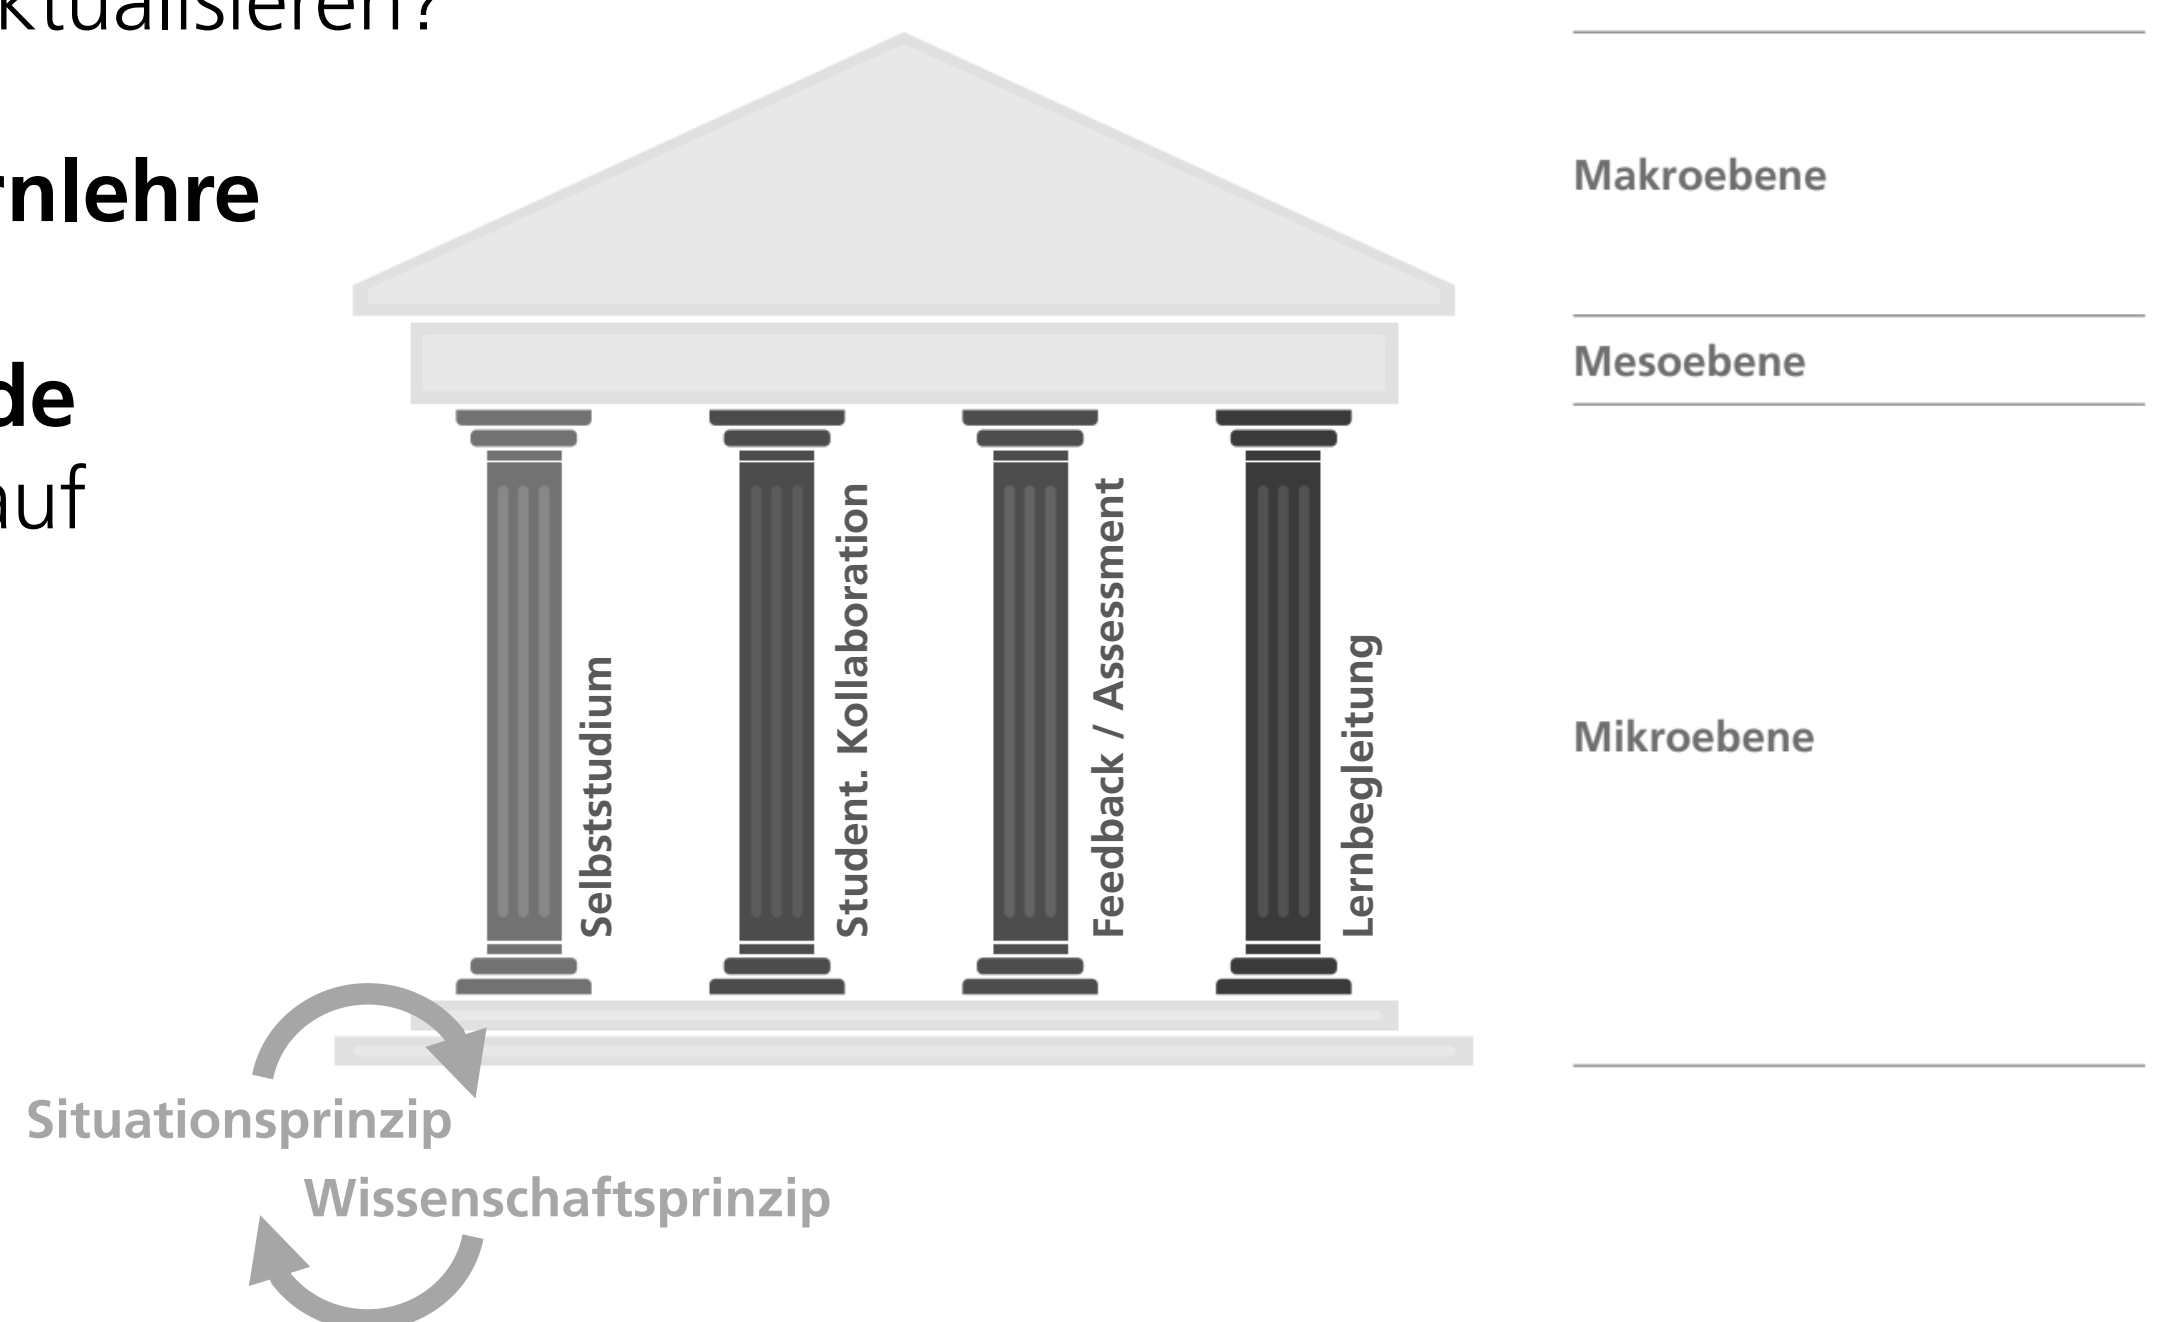 ktualisieren?
rnlehre
de
auf
Makroebene
Mesoebene
Mikroebene
Selbststudium
Student. Kollaboration
Feedback / Assessment
Lernbegleitung
Situationsprinzip
Wissenschaftsprinzip